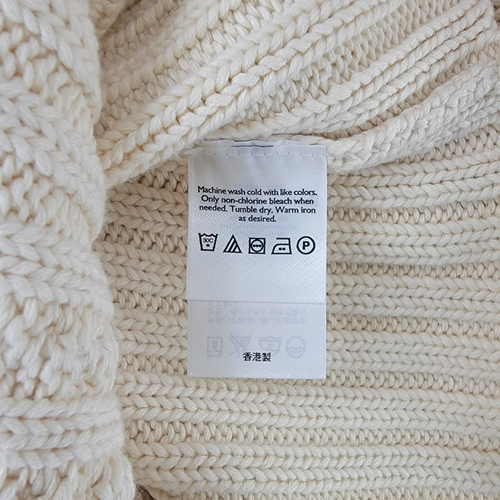 Machine wash cold with like colors.
Only non-chlorine bleach when
needed. Tumble dry. Warm iron
as desired.
30C P
香港製